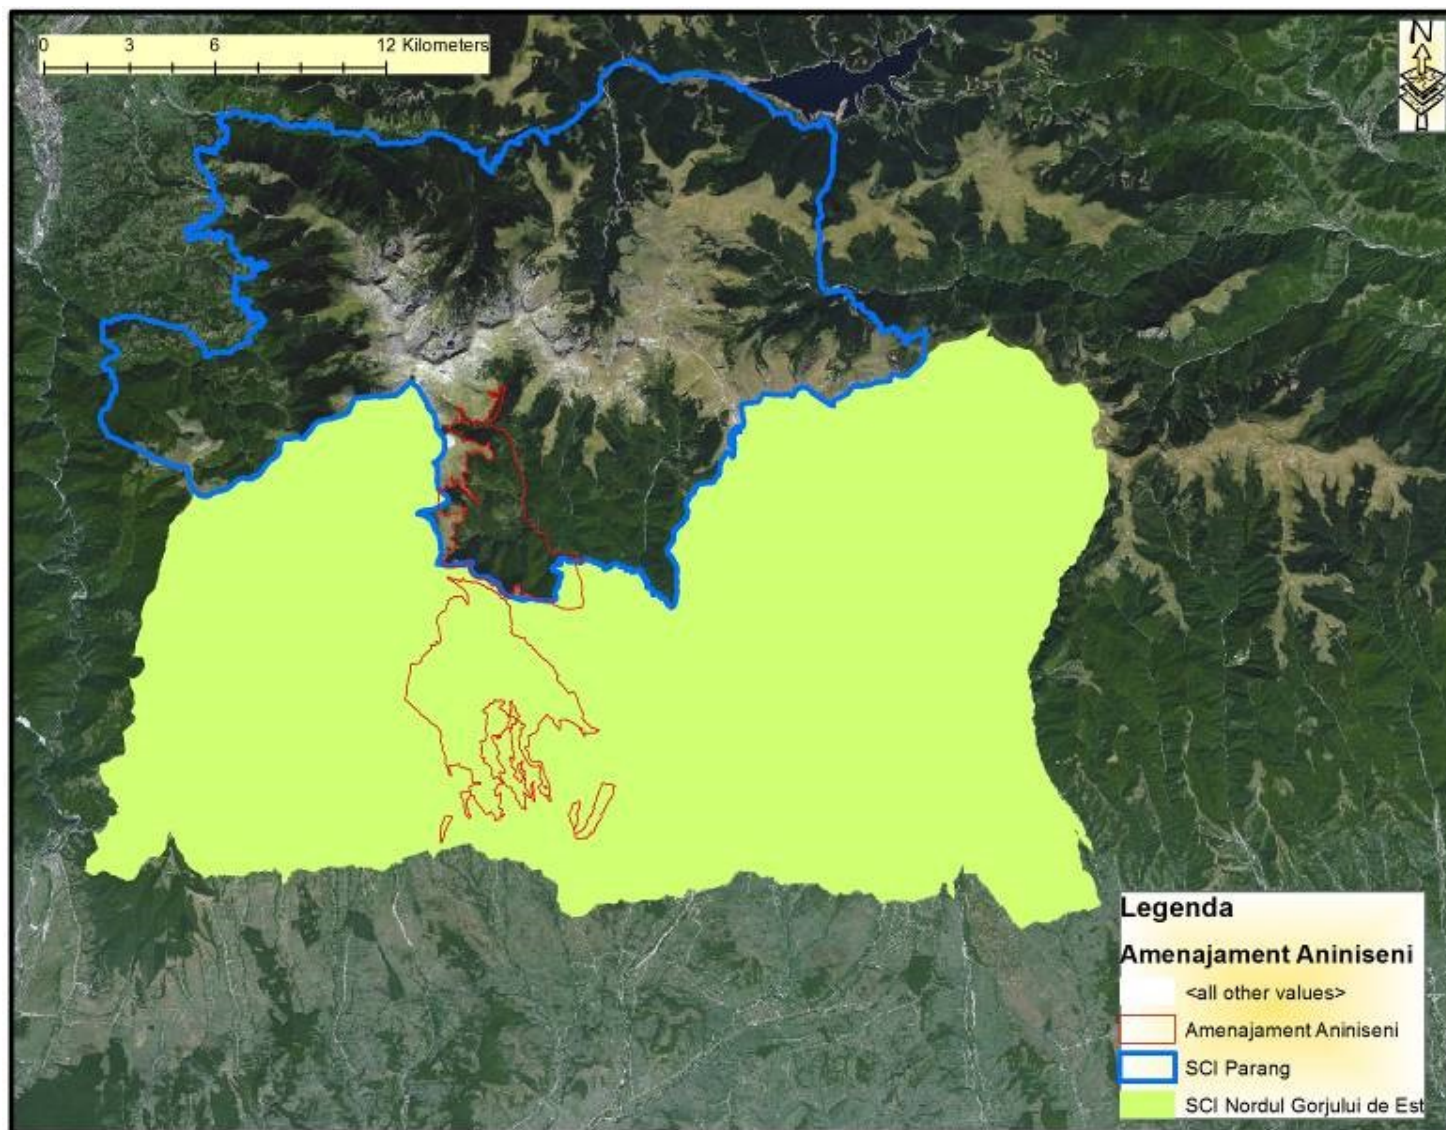 0 3 6 12 Kilometers
N
Legenda
Amenajament Aniniseni
<all other values>
Amenajament Aniniseni
SCI Parang
SCI Nordul Gorjului de Est